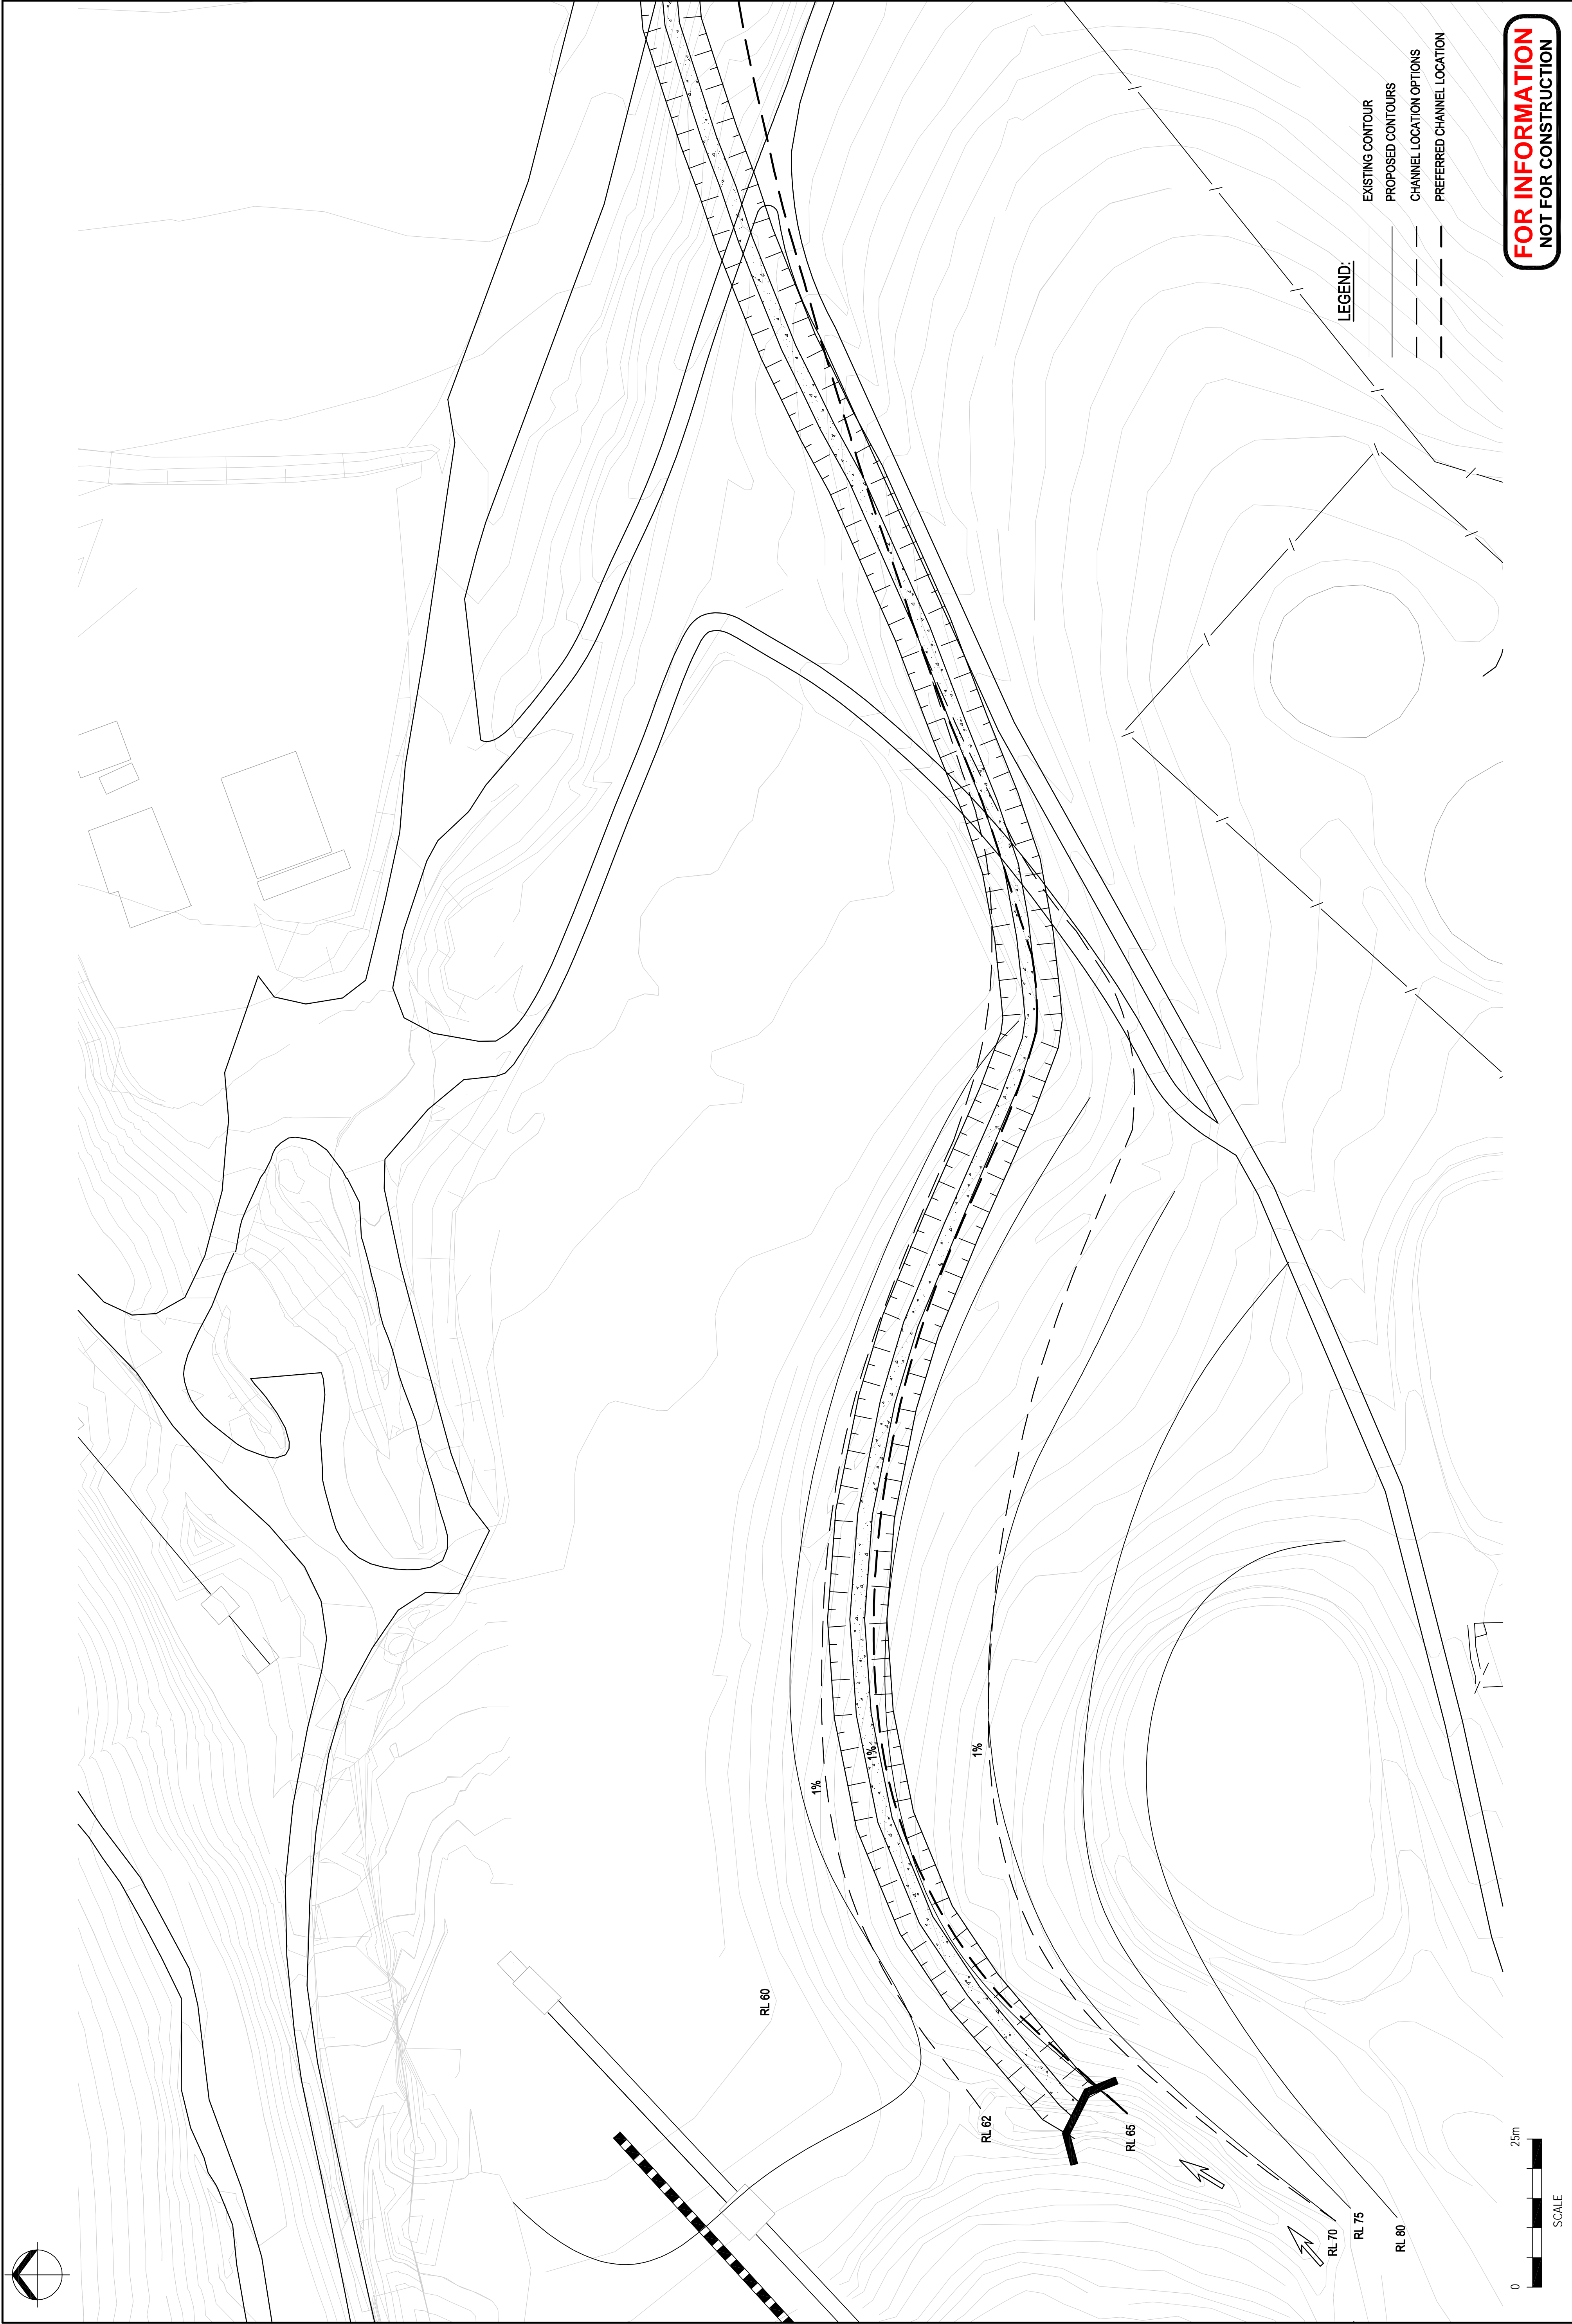 LEGEND:
EXISTING CONTOUR
PROPOSED CONTOURS
CHANNEL LOCATION OPTIONS
PREFERRED CHANNEL LOCATION
FOR INFORMATION
NOT FOR CONSTRUCTION
1%
1%
1%
RL 60
RL 62
RL 65
RL 70
RL 75
RL 80
0
25m
SCALE